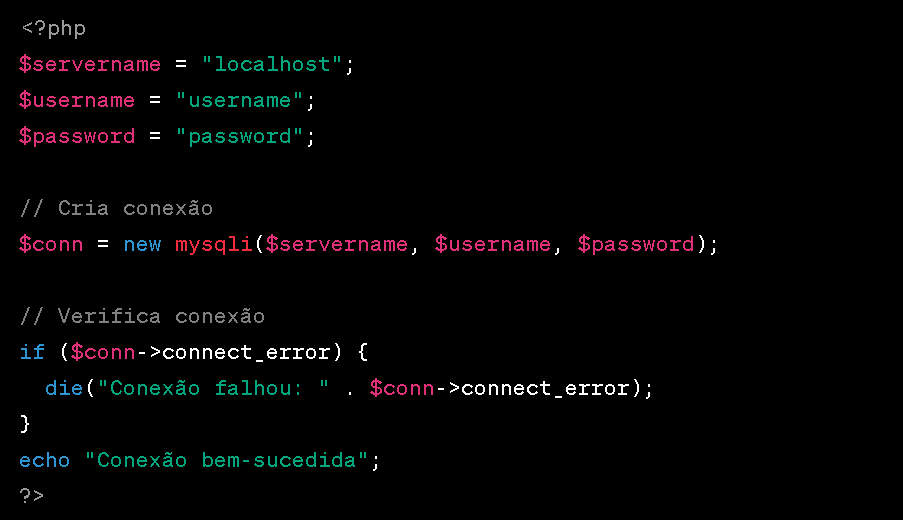 <?php
$servername = "localhost";
$username = "username";
$password = "password";
// Cria conexão
$conn = new mysqli($servername, $username, $password);
// Verifica conexão
if ($conn->connect_error) {
  die("Conexão falhou: " . $conn->connect_error);
}
echo "Conexão bem-sucedida";
?>